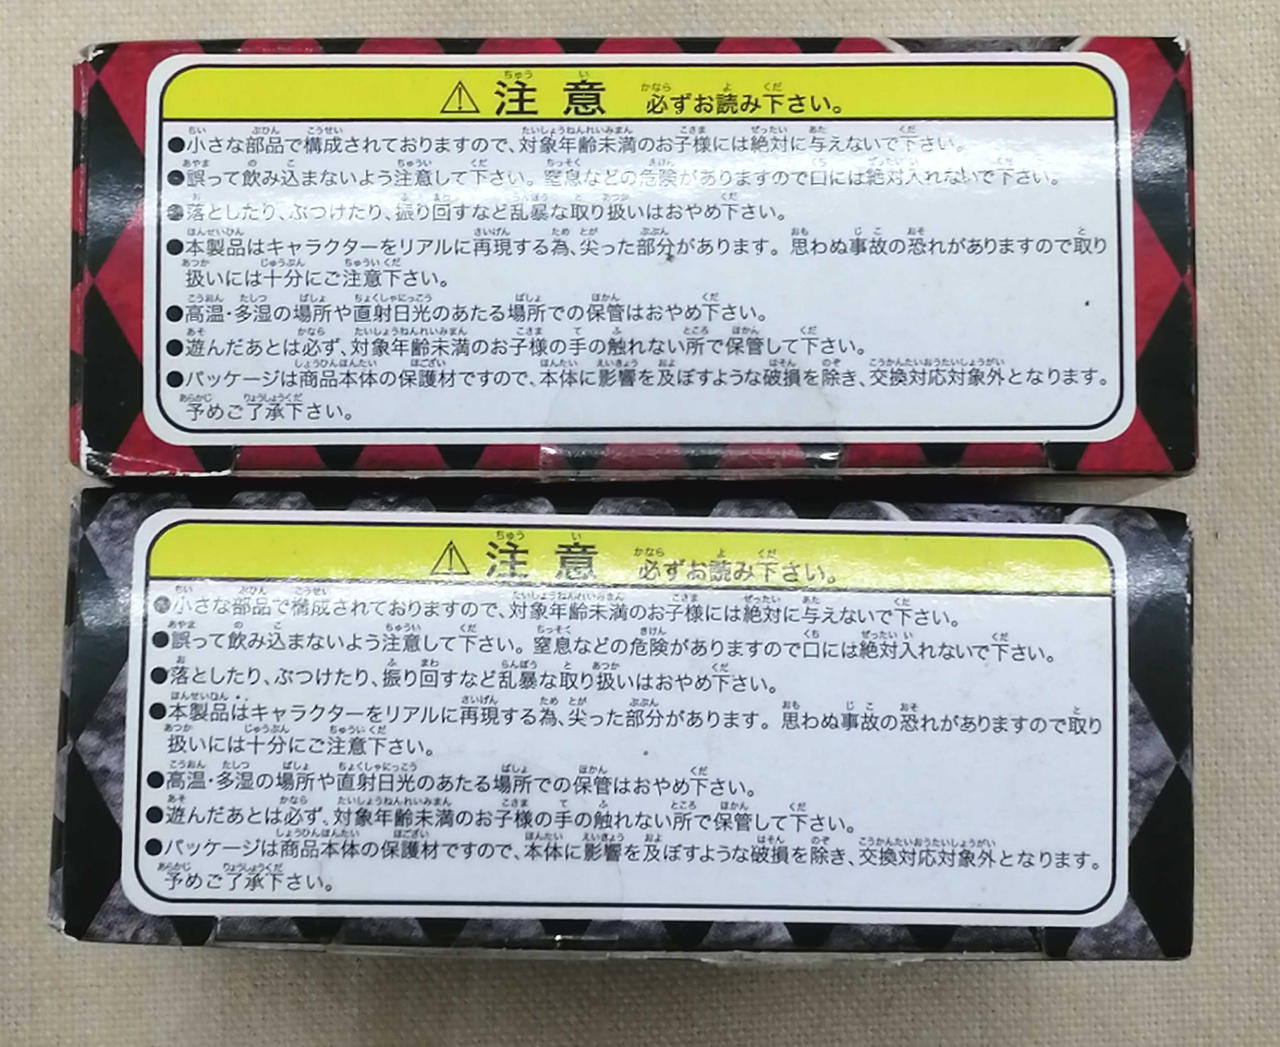 ⚠注意 必ずお読み下さい。
●小さな部品で構成されておりますので、対象年齢未満のお子様には絶対に与えないで下さい。
●誤って飲み込まないよう注意して下さい。窒息などの危険がありますので口には絶対入れないで下さい。
●落としたり、ぶつけたり、振り回すなど乱暴な取り扱いはおやめ下さい。
●本製品はキャラクターをリアルに再現する為、尖った部分があります。思わぬ事故の恐れがありますので取り
扱いには十分にご注意下さい。
●高温・多湿の場所や直射日光のあたる場所での保管はおやめ下さい。
●遊んだあとは必ず、対象年齢未満のお子様の手の触れない所で保管して下さい。
●パッケージは商品本体の保護材ですので、本体に影響を及ぼすような破損を除き、交換対応対象外となります。
予めご了承下さい。
⚠注意 必ずお読み下さい。
●小さな部品で構成されておりますので、対象年齢未満のお子様には絶対に与えないで下さい。
●誤って飲み込まないよう注意して下さい。窒息などの危険がありますので口には絶対入れないで下さい。
●落としたり、ぶつけたり、振り回すなど乱暴な取り扱いはおやめ下さい。
●本製品はキャラクターをリアルに再現する為、尖った部分があります。思わぬ事故の恐れがありますので取り
扱いには十分にご注意下さい。
●高温・多湿の場所や直射日光のあたる場所での保管はおやめ下さい。
●遊んだあとは必ず、対象年齢未満のお子様の手の触れない所で保管して下さい。
●パッケージは商品本体の保護材ですので、本体に影響を及ぼすような破損を除き、交換対応対象外となります。
予めご了承下さい。